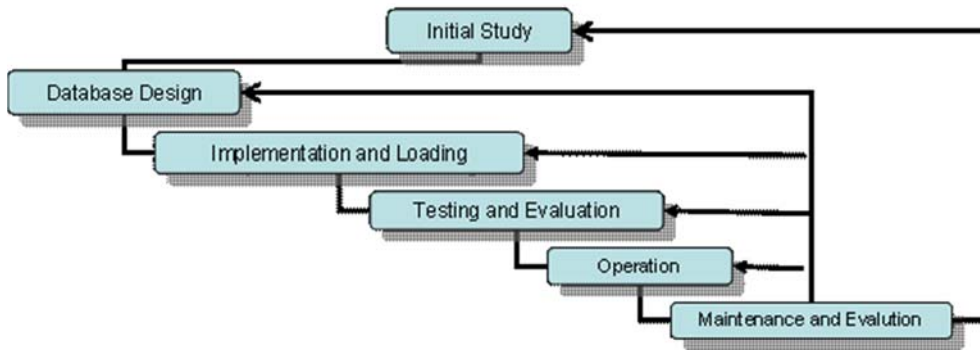 Initial Study
Database Design
Implementation and Loading
Testing and Evaluation
Operation
Maintenance and Evalution